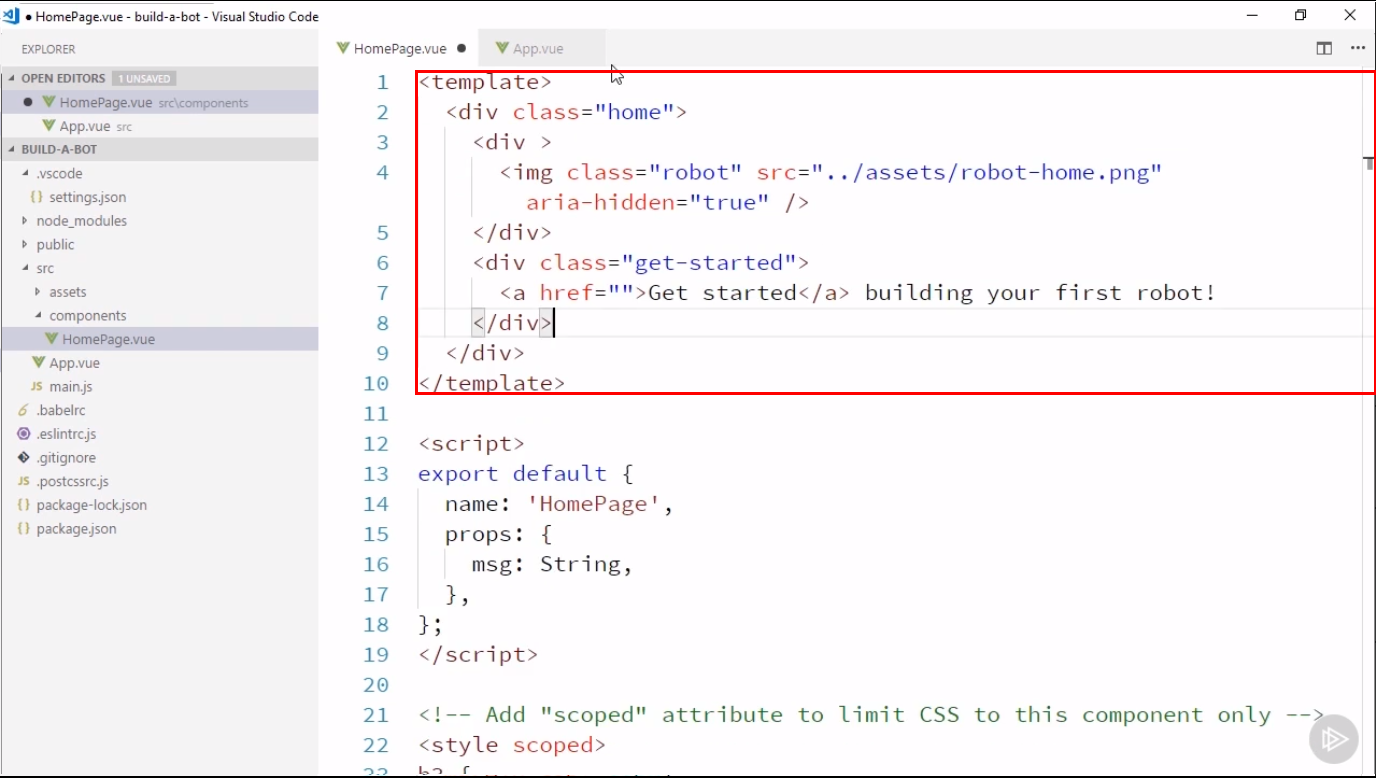 ● HomePage.vue - build-a-bot - Visual Studio Code
EXPLORER
OPEN EDITORS 1 UNSAVED
HomePage.vue src\components
App.vue src
BUILD-A-BOT
.vscode
{} settings.json
node_modules
public
src
assets
components
HomePage.vue
App.vue
JS main.js
6 .babelrc
.eslintrc.js
.gitignore
JS .postcssrc.js
{} package-lock.json
{} package.json
HomePage.vue ● App.vue
1 <template>
2 <div class="home">
3 <div >
4 <img class="robot" src="../assets/robot-home.png"
aria-hidden="true" />
5 </div>
6 <div class="get-started">
7 <a href="">Get started</a> building your first robot!
8 </div>
9 </div>
10 </template>
11
12 <script>
13 export default {
14 name: 'HomePage',
15 props: {
16 msg: String,
17 },
18 };
19 </script>
20
21 <!-- Add "scoped" attribute to limit CSS to this component only -->
22 <style scoped>